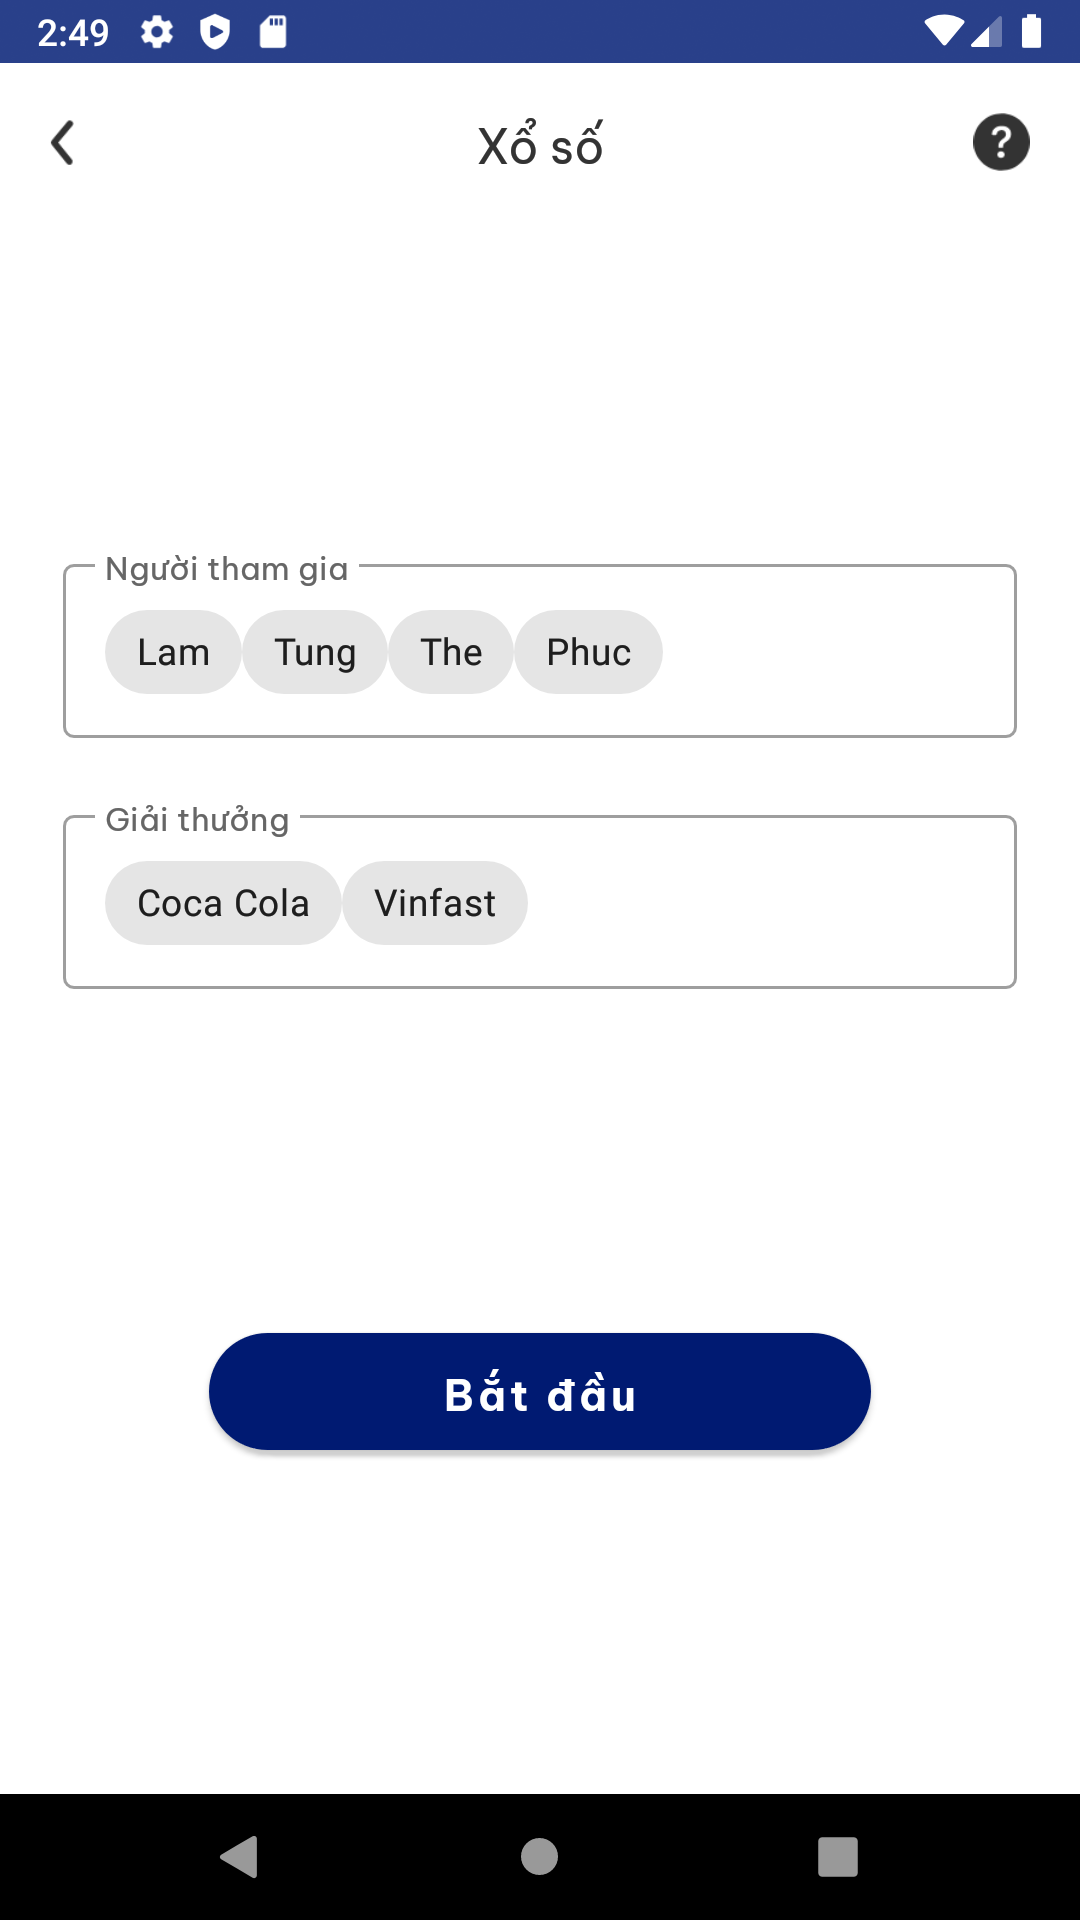 2:49
Xổ số
?
Người tham gia
Lam Tung The Phuc
Giải thưởng
Coca Cola Vinfast
Bắt đầu